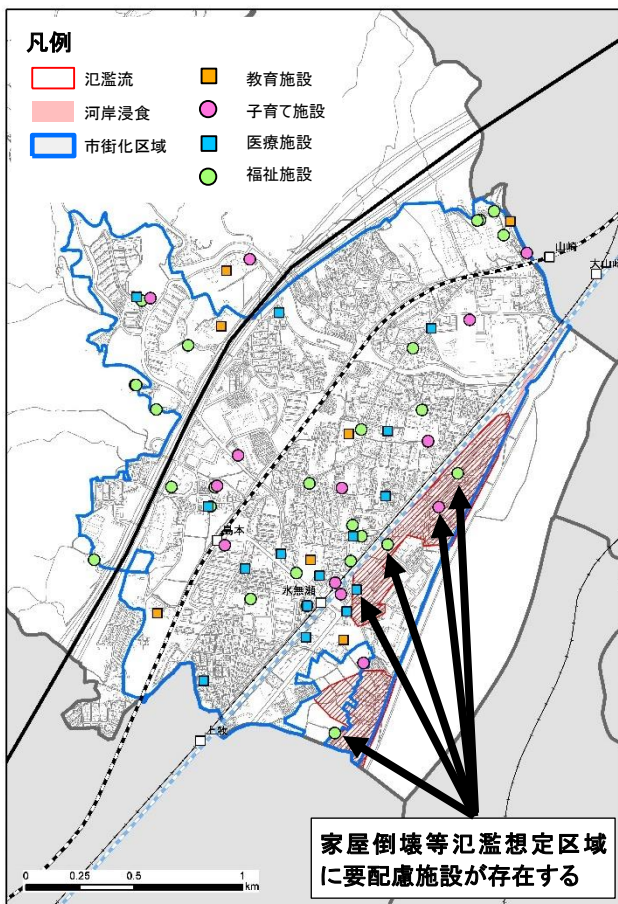 凡例
氾濫流
河岸浸食
市街化区域
教育施設
子育て施設
医療施設
福祉施設
山崎
大山崎
島本
水無瀬
上牧
家屋倒壊等氾濫想定区域
に要配慮施設が存在する
0 0.25 0.5 1
km